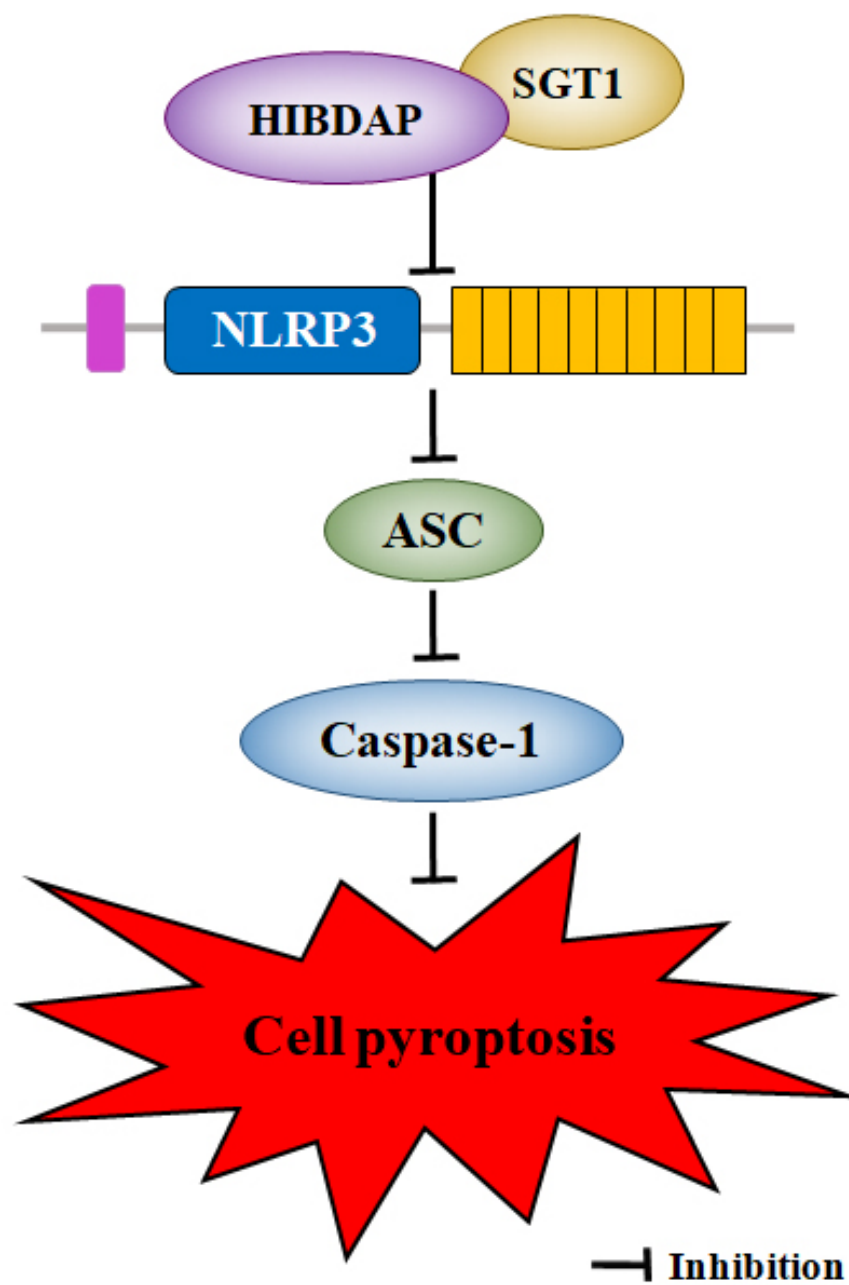 SGT1
HIBDAP
NLRP3
ASC
Caspase-1
Cell pyroptosis
Inhibition